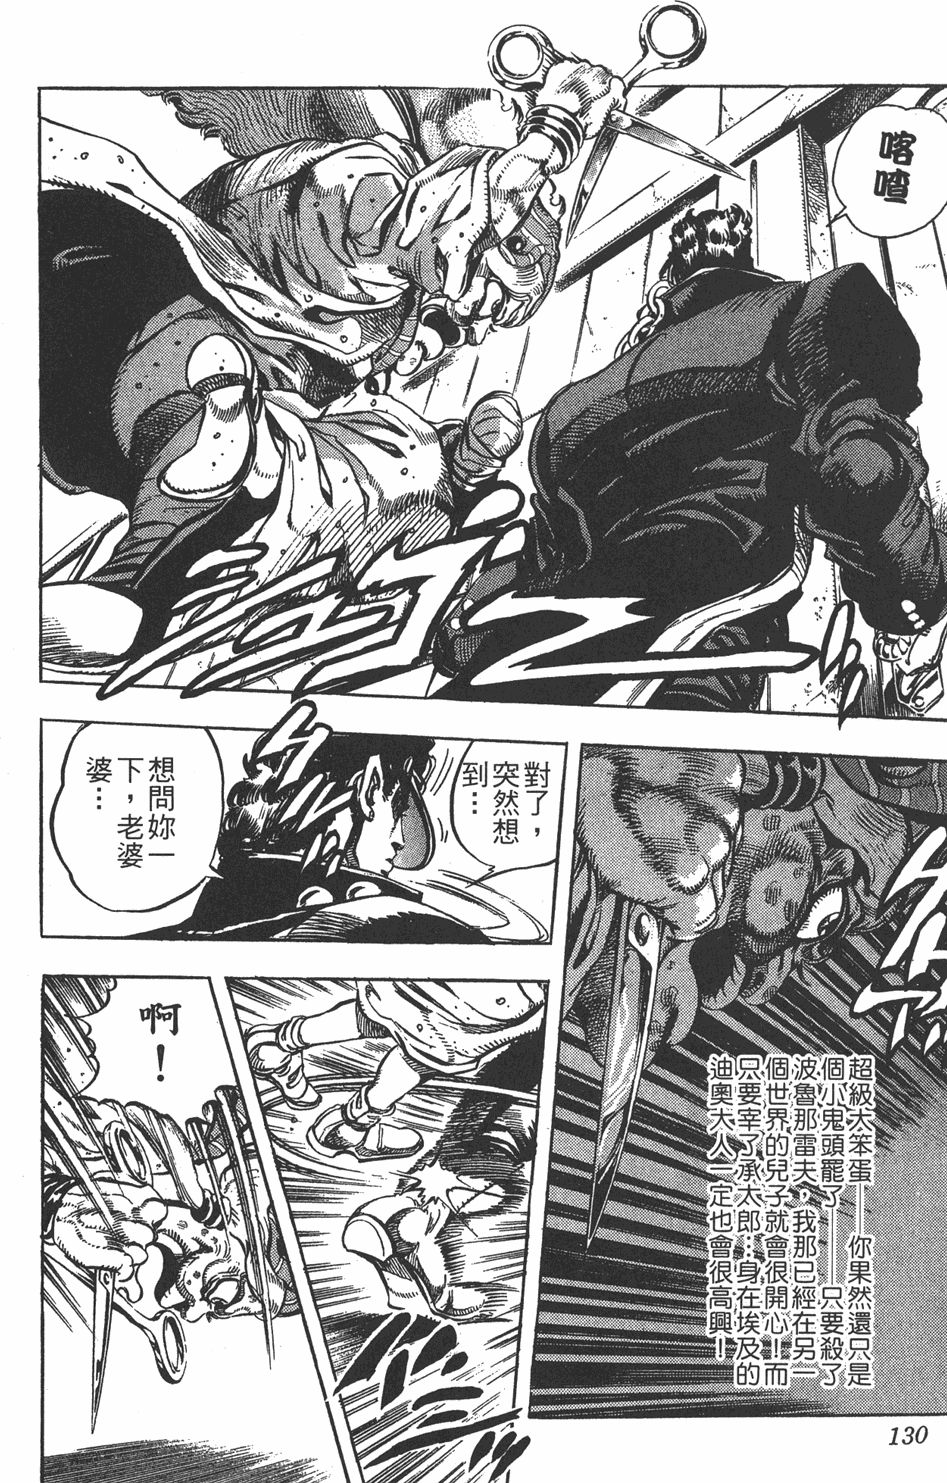 喀
喳
超級大笨蛋——你果然還只是
個小鬼頭罷了——只要殺了
波魯那雷夫，我那已經在另一
個世界的兒子就會很開心！而
只要宰了承太郎…身在埃及的
迪奧大人一定也會很高興！
對了，
突然想
到…
想問妳一
下，老婆
婆…
啊！
130